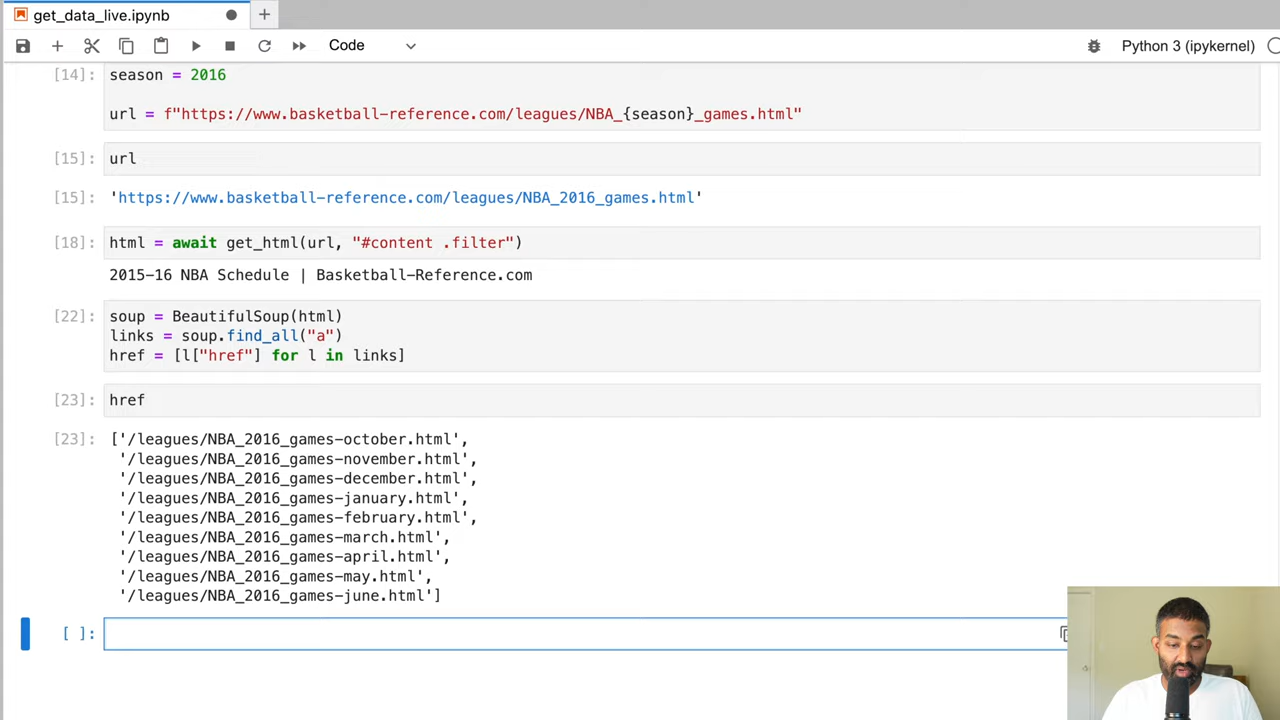 get_data_live.ipynb
Code
Python 3 (ipykernel)
[14]: season = 2016
url = f"https://www.basketball-reference.com/leagues/NBA_{season}_games.html"
[15]: url
[15]: 'https://www.basketball-reference.com/leagues/NBA_2016_games.html'
[18]: html = await get_html(url, "#content .filter")
2015-16 NBA Schedule | Basketball-Reference.com
[22]: soup = BeautifulSoup(html)
links = soup.find_all("a")
href = [l["href"] for l in links]
[23]: href
[23]: ['/leagues/NBA_2016_games-october.html',
'/leagues/NBA_2016_games-november.html',
'/leagues/NBA_2016_games-december.html',
'/leagues/NBA_2016_games-january.html',
'/leagues/NBA_2016_games-february.html',
'/leagues/NBA_2016_games-march.html',
'/leagues/NBA_2016_games-april.html',
'/leagues/NBA_2016_games-may.html',
'/leagues/NBA_2016_games-june.html']
[ ]: